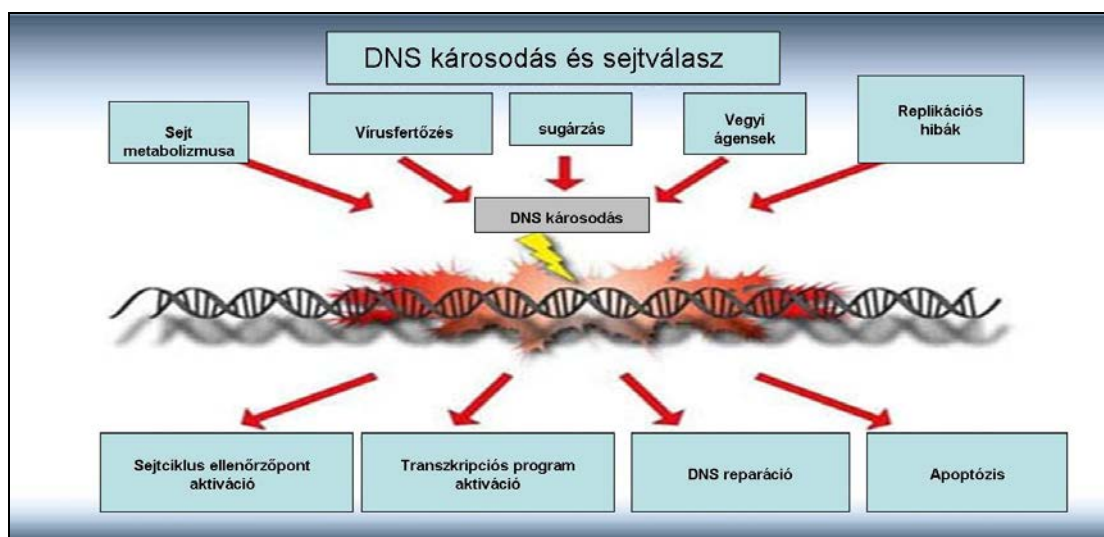 DNS károsodás és sejtválasz
Sejt
metabolizmusa
Vírusfertőzés
sugárzás
Vegyi
ágensek
Replikációs
hibák
DNS károsodás
Sejtciklus ellenőrzőpont
aktiváció
Transzkripciós program
aktiváció
DNS reparáció
Apoptózis